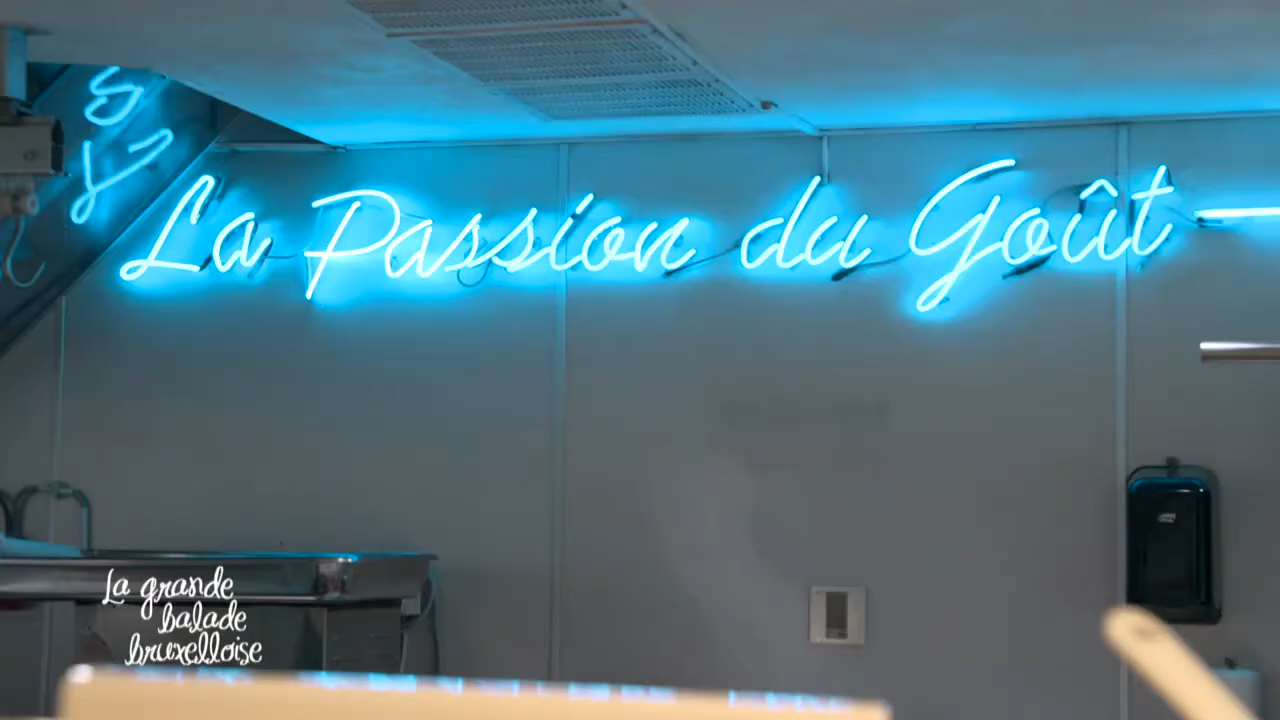 La Passion du Goût
La grande
balade
bruxelloise